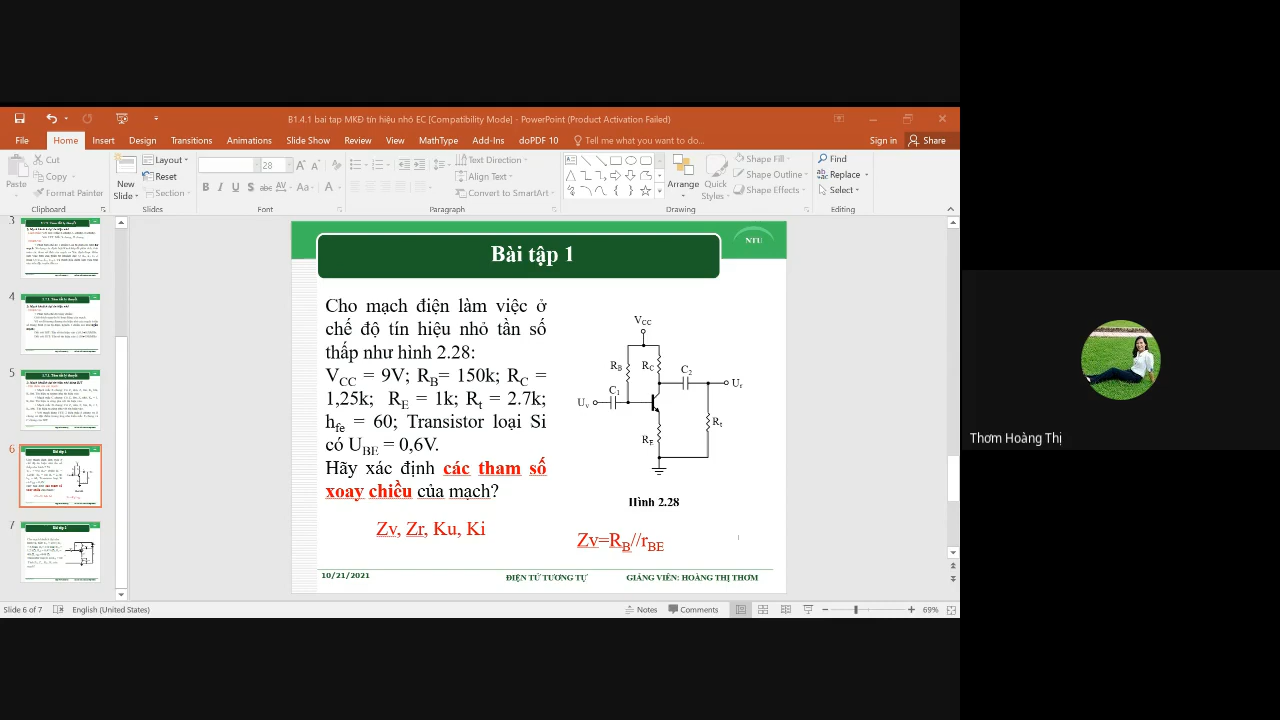 B1.4.1 bai tap MKĐ tín hiệu nhỏ EC [Compatibility Mode] - PowerPoint (Product Activation Failed)
File Home Insert Design Transitions Animations Slide Show Review View MathType Add-Ins doPDF 10 Tell me what you want to do... Sign in Share
Paste
Cut
Copy
Format Painter
Clipboard
New Slide
Layout
Reset
Section
Slides
28
Font
Text Direction
Align Text
Convert to SmartArt
Paragraph
Arrange
Quick Styles
Shape Fill
Shape Outline
Shape Effects
Drawing
Find
Replace
Select
Editing
3
4
5
6
7
Bài tập 1
NTU
Cho mạch điện làm việc ở
chế độ tín hiệu nhỏ tần số
thấp như hình 2.28:
VCC = 9V; RB= 150k; RC =
1,25k; RE = 1k; Rt = 2.7k;
hfe = 60; Transistor loại Si
có UBE = 0,6V.
Hãy xác định các tham số
xoay chiều của mạch?
Zv, Zr, Ku, Ki
VCC
RB
RC
C2
Ur
C1
Uv
Rt
RE
Hình 2.28
Zv=RB//rBE
10/21/2021
ĐIỆN TỬ TƯƠNG TỰ
GIẢNG VIÊN: HOÀNG THỊ THƠM
Slide 6 of 7
English (United States)
Notes
Comments
69%
Thơm Hoàng Thị